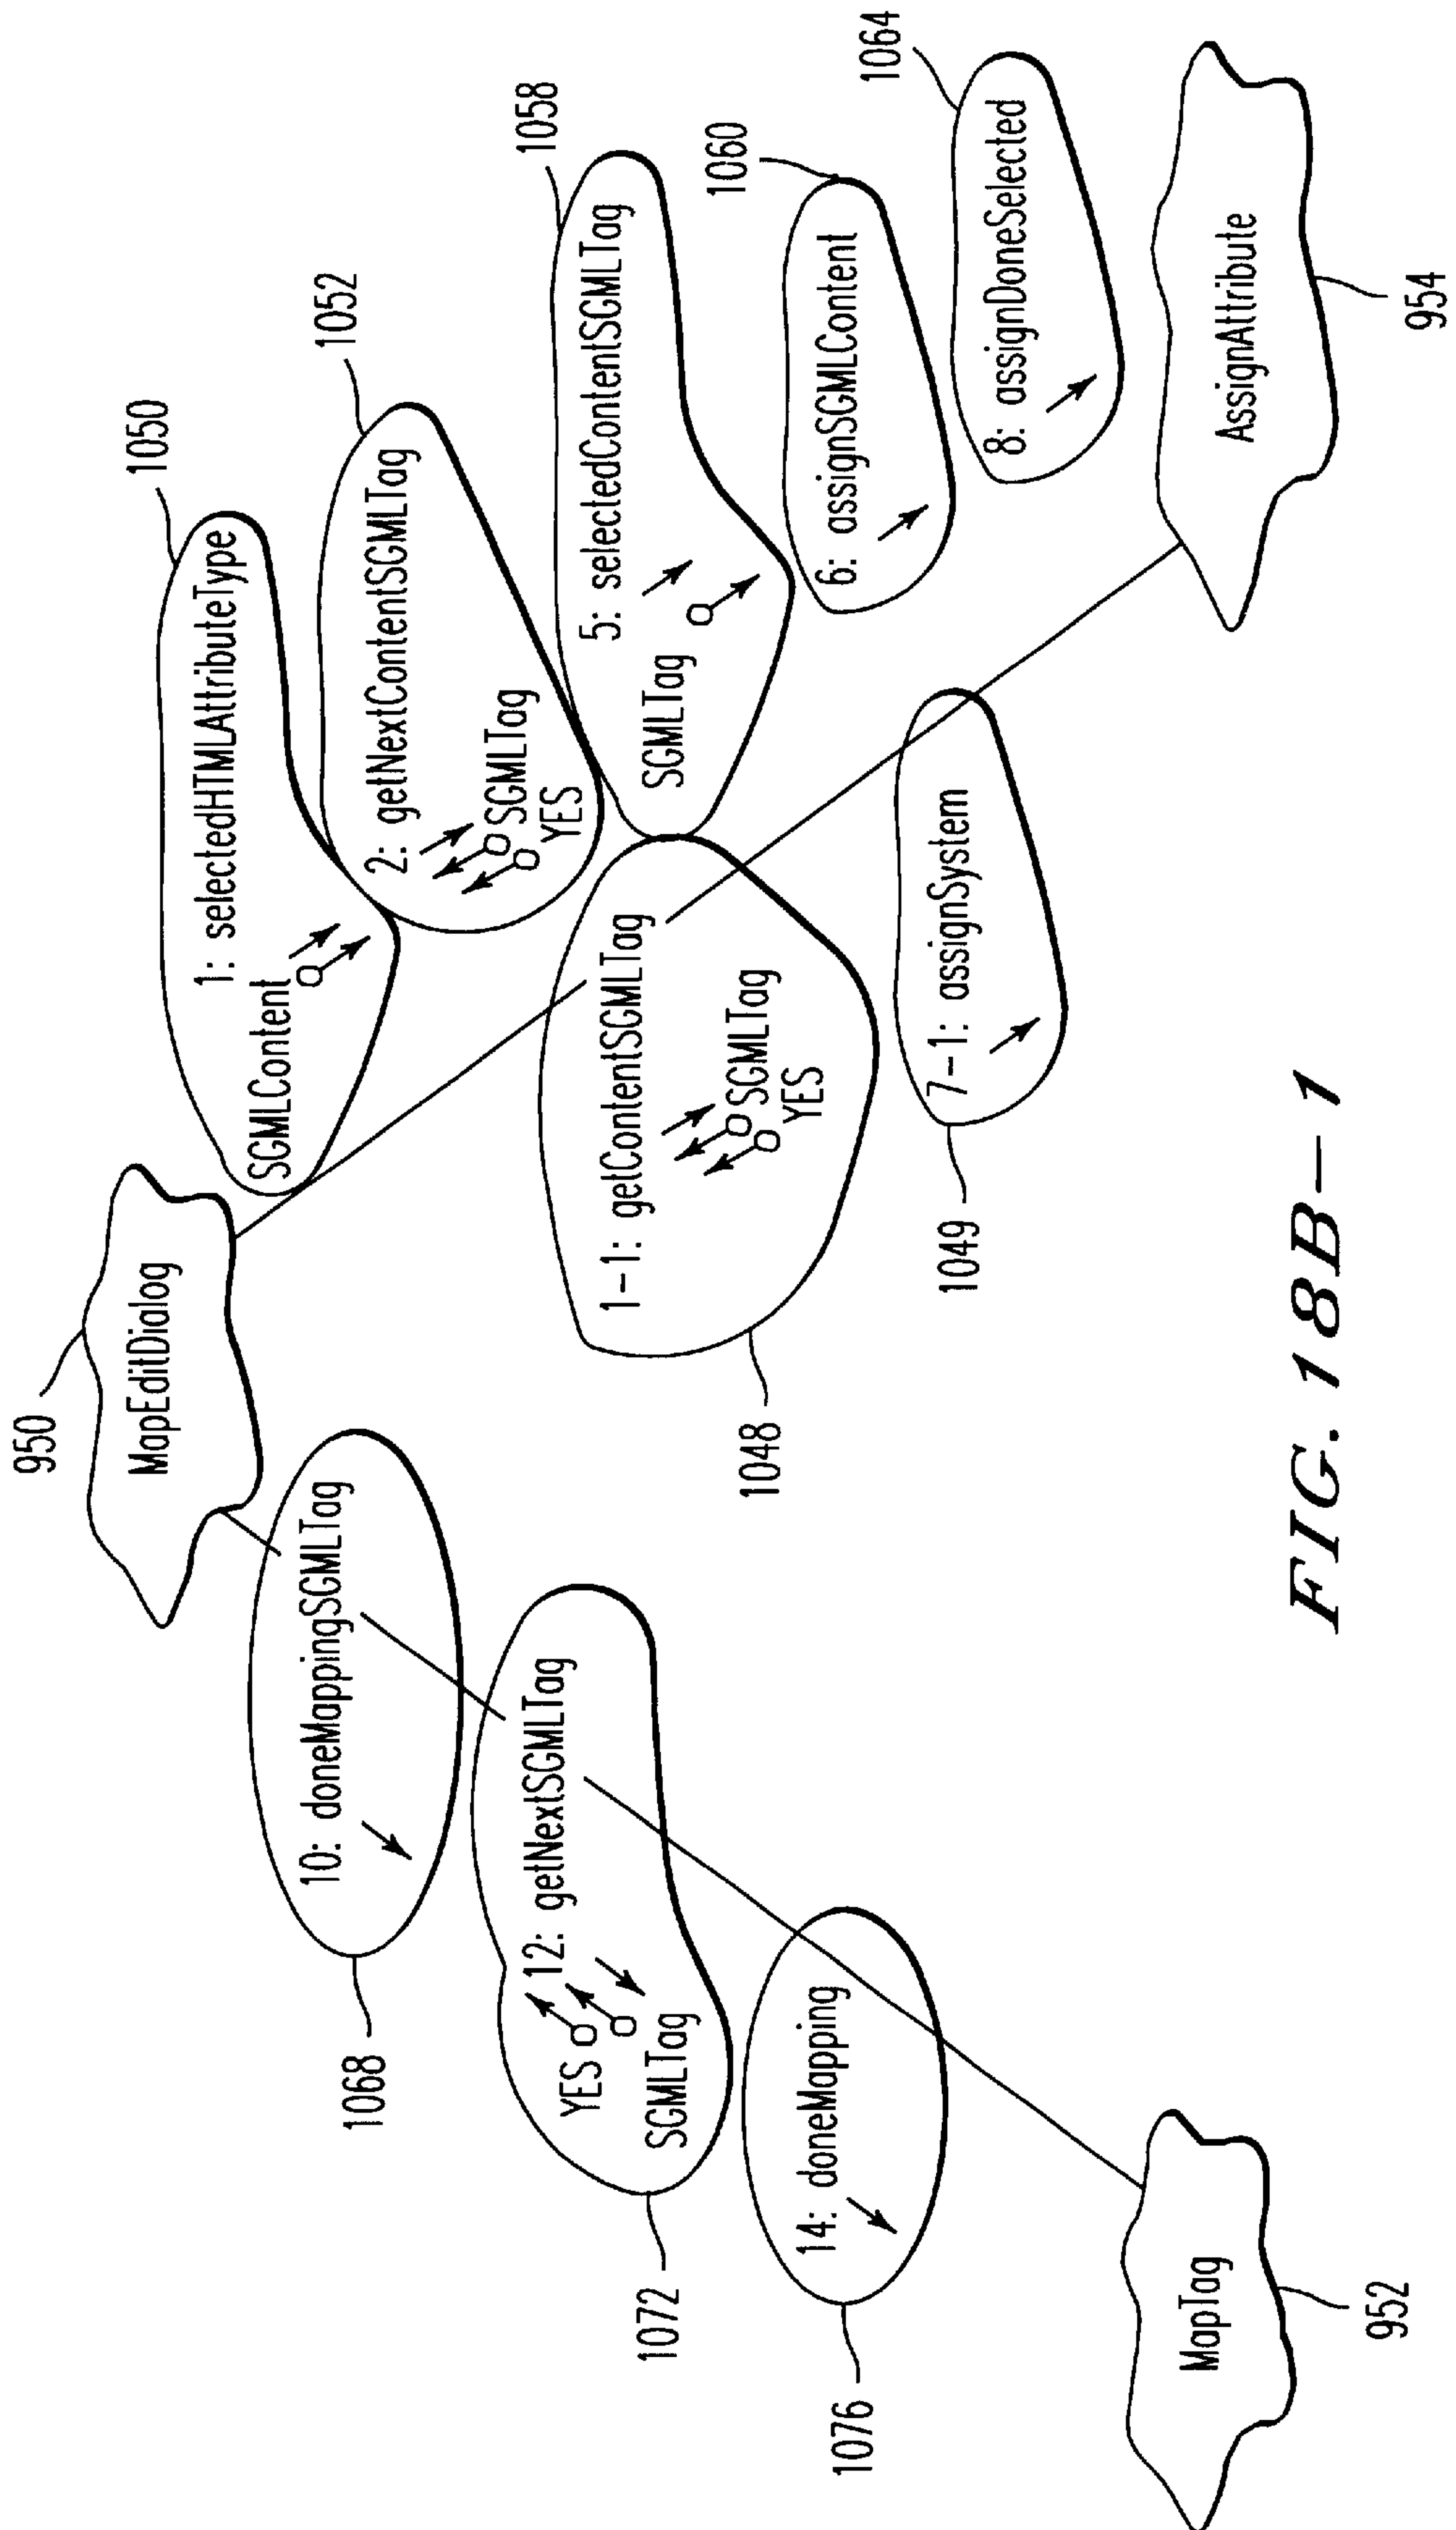 950
MapEditDialog
1068
10: doneMappingSGMLTag
1072
12: getNextSGMLTag
YES
SGMLTag
1076
14: doneMapping
MapTag
952
1050
1: selectedHTMLAttributeType
SGMLContent
1052
2: getNextContentSGMLTag
SGMLTag
YES
1058
5: selectedContentSGMLTag
SGMLTag
1048
1-1: getContentSGMLTag
SGMLTag
YES
1060
6: assignSGMLContent
1049
7-1: assignSystem
1064
8: assignDoneSelected
AssignAttribute
954
FIG. 18B-1